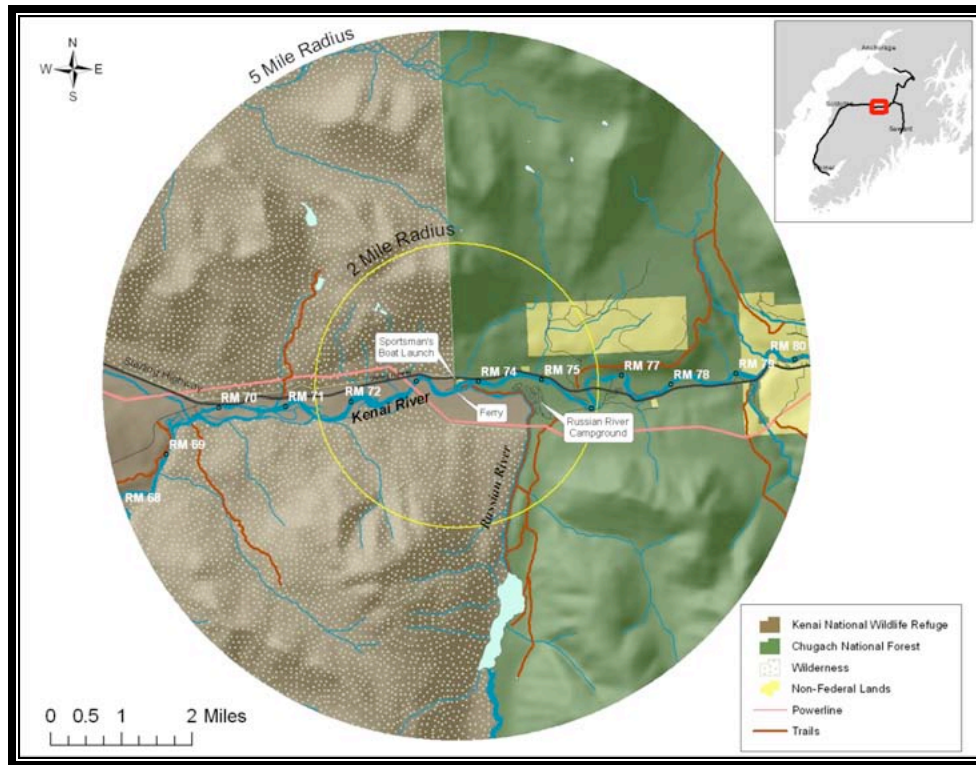 N
W E
S
5 Mile Radius
2 Mile Radius
Anchorage
Soldotna
Seward
Homer
Sportsman's
Boat Launch
Sterling Highway
RM 80
RM 79
RM 78
RM 77
RM 75
RM 74
RM 72
RM 71
RM 70
RM 69
RM 68
Kenai River
Ferry
Russian River
Campground
Russian River
Kenai National Wildlife Refuge
Chugach National Forest
Wilderness
Non-Federal Lands
Powerline
Trails
0 0.5 1 2 Miles